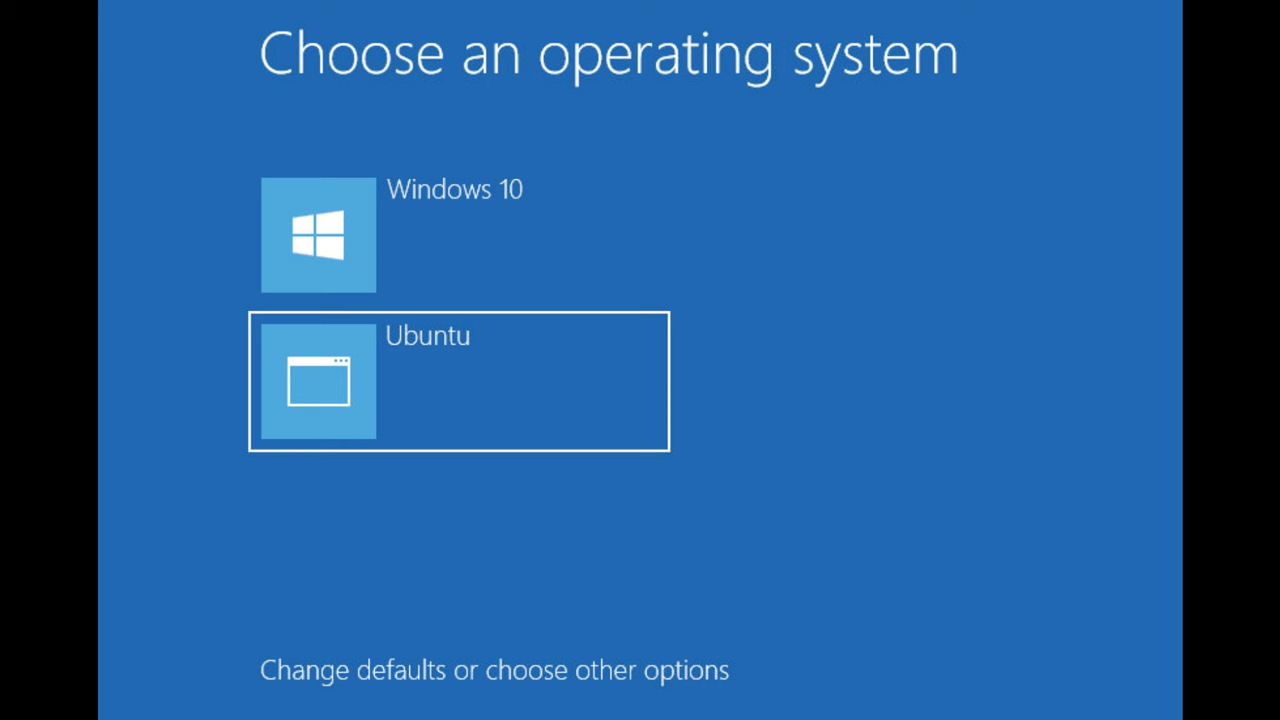 Choose an operating system
Windows 10
Ubuntu
Change defaults or choose other options